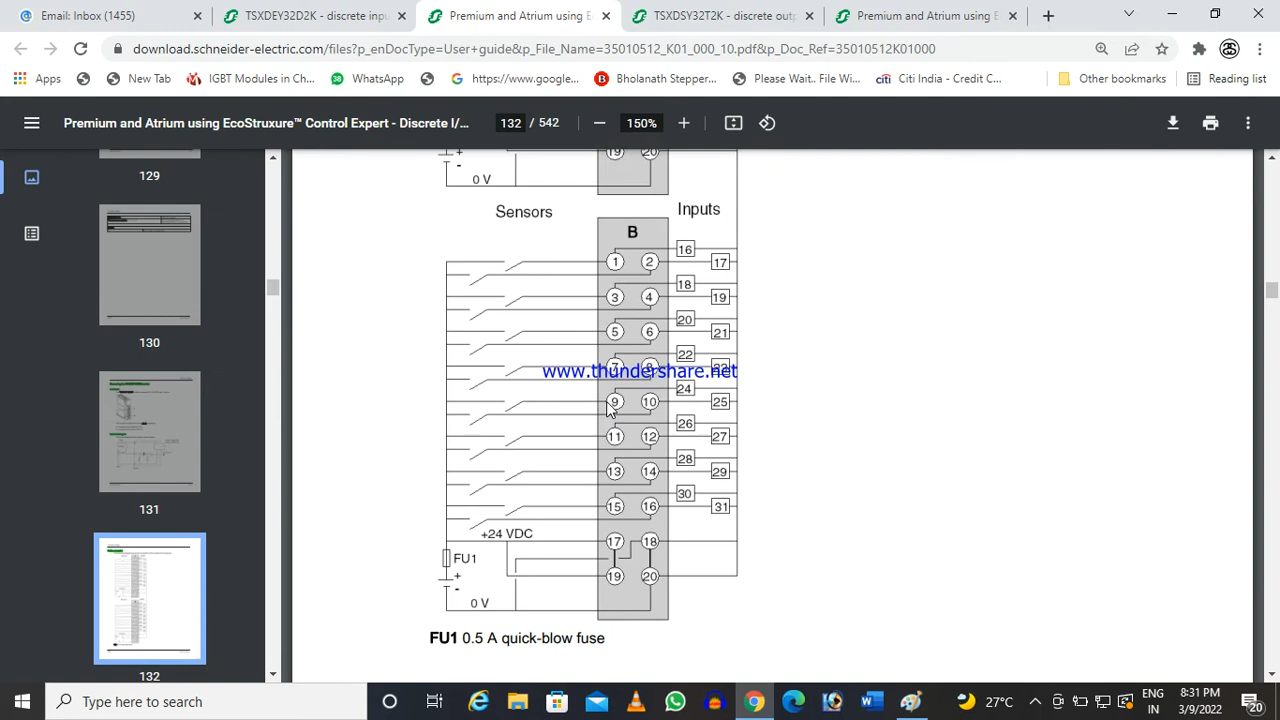 Email: Inbox (1455)
TSXDEY32D2K - discrete inpu
Premium and Atrium using E
TSXDSY32T2K - discrete outp
Premium and Atrium using E
download.schneider-electric.com/files?p_enDocType=User+guide&p_File_Name=35010512_K01_000_10.pdf&p_Doc_Ref=35010512K01000
Apps
New Tab
IGBT Modules in Ch...
WhatsApp
https://www.google...
Bholanath Stepper...
Please Wait.. File Wi...
Citi India - Credit C...
Other bookmarks
Reading list
Premium and Atrium using EcoStruxure™ Control Expert - Discrete I/...
132 / 542
150%
129
130
131
132
19 20
+
-
0 V
Sensors
Inputs
B
16
1 2 17
18
3 4 19
20
5 6 21
22
7 8 23
www.thundershare.net
24
9 10 25
26
11 12 27
28
13 14 29
30
15 16 31
+24 VDC
17 18
FU1
+
-
19 20
0 V
FU1 0.5 A quick-blow fuse
Type here to search
27°C
ENG
IN
8:31 PM
3/9/2022
20